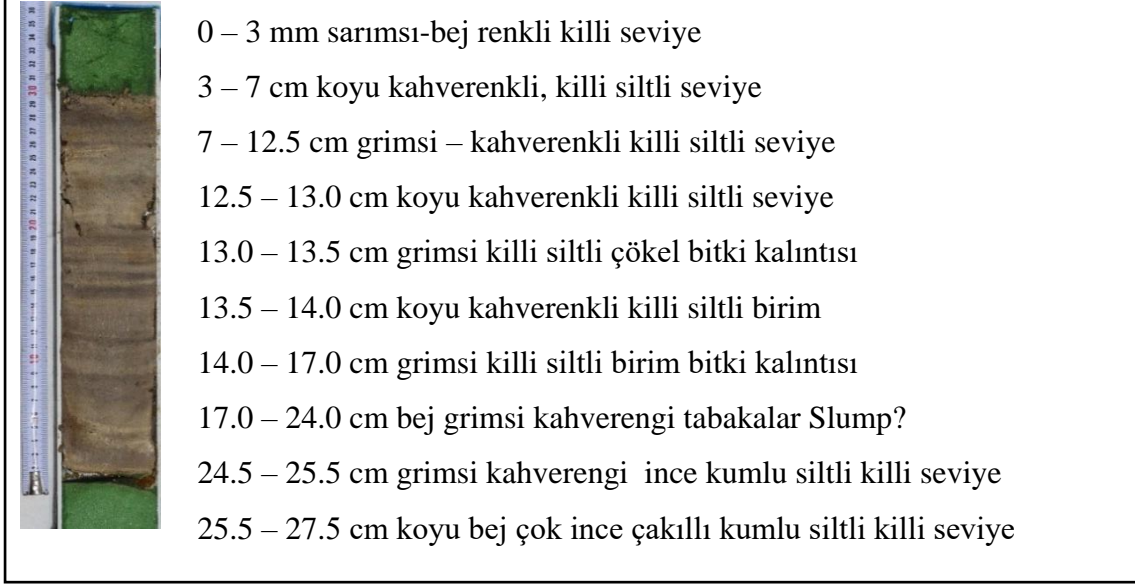 0 – 3 mm sarımsı-bej renkli killi seviye
3 – 7 cm koyu kahverenkli, killi siltli seviye
7 – 12.5 cm grimsi – kahverenkli killi siltli seviye
12.5 – 13.0 cm koyu kahverenkli killi siltli seviye
13.0 – 13.5 cm grimsi killi siltli çökel bitki kalıntısı
13.5 – 14.0 cm koyu kahverenkli killi siltli birim
14.0 – 17.0 cm grimsi killi siltli birim bitki kalıntısı
17.0 – 24.0 cm bej grimsi kahverengi tabakalar Slump?
24.5 – 25.5 cm grimsi kahverengi  ince kumlu siltli killi seviye
25.5 – 27.5 cm koyu bej çok ince çakıllı kumlu siltli killi seviye